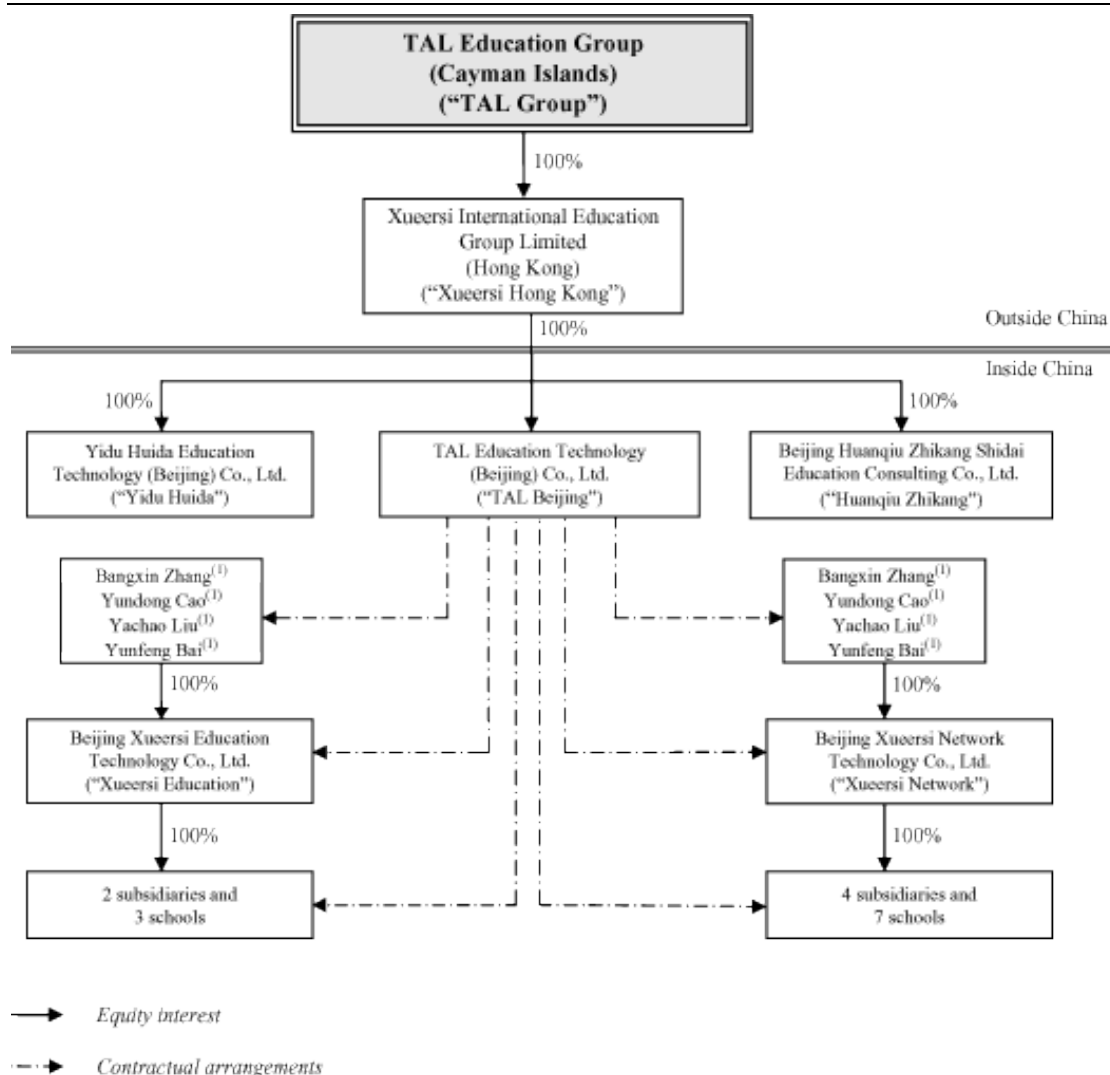 TAL Education Group
(Cayman Islands)
(“TAL Group”)
100%
Xueersi International Education
Group Limited
(Hong Kong)
(“Xueersi Hong Kong”)
100%
Outside China
Inside China
100%
100%
Yidu Huida Education
Technology (Beijing) Co., Ltd.
(“Yidu Huida”)
TAL Education Technology
(Beijing) Co., Ltd.
(“TAL Beijing”)
Beijing Huanqiu Zhikang Shidai
Education Consulting Co., Ltd.
(“Huanqiu Zhikang”)
Bangxin Zhang(1)
Yundong Cao(1)
Yachao Liu(1)
Yunfeng Bai(1)
Bangxin Zhang(1)
Yundong Cao(1)
Yachao Liu(1)
Yunfeng Bai(1)
100%
100%
Beijing Xueersi Education
Technology Co., Ltd.
(“Xueersi Education”)
Beijing Xueersi Network
Technology Co., Ltd.
(“Xueersi Network”)
100%
100%
2 subsidiaries and
3 schools
4 subsidiaries and
7 schools
Equity interest
Contractual arrangements